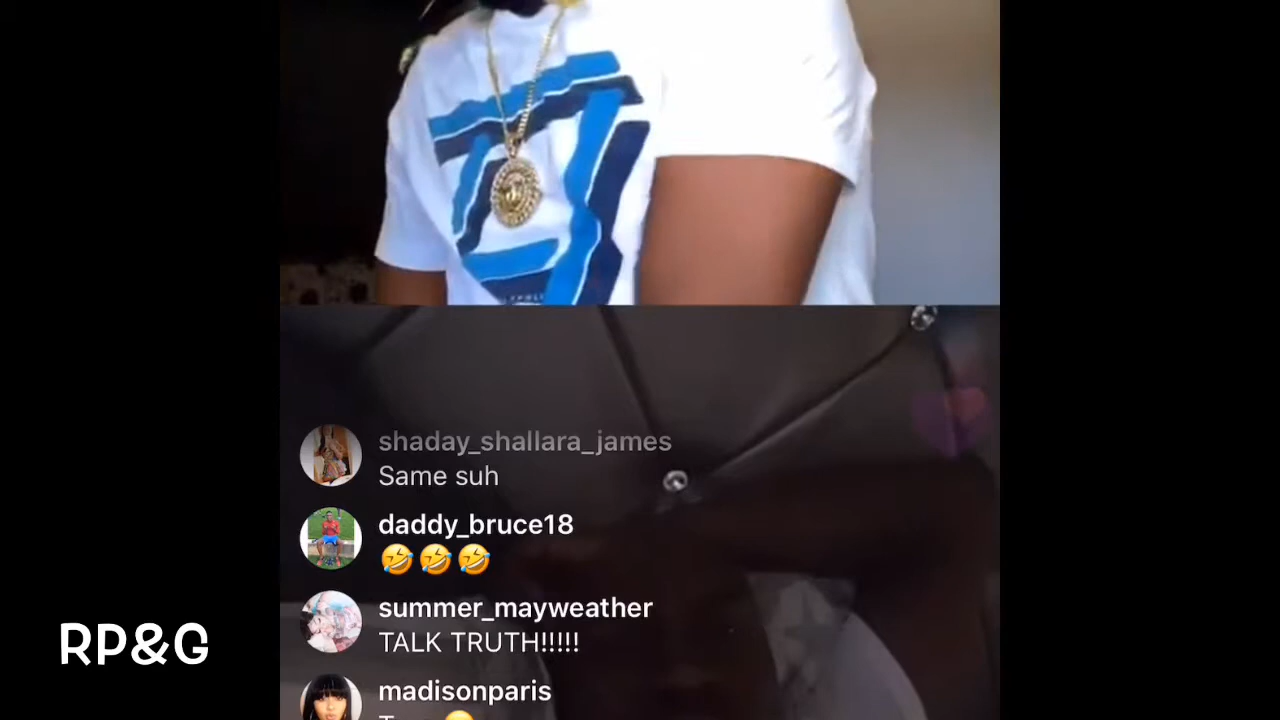 shaday_shallara_james
Same suh
daddy_bruce18
🤣🤣🤣
summer_mayweather
TALK TRUTH!!!!!
RP&G
madisonparis